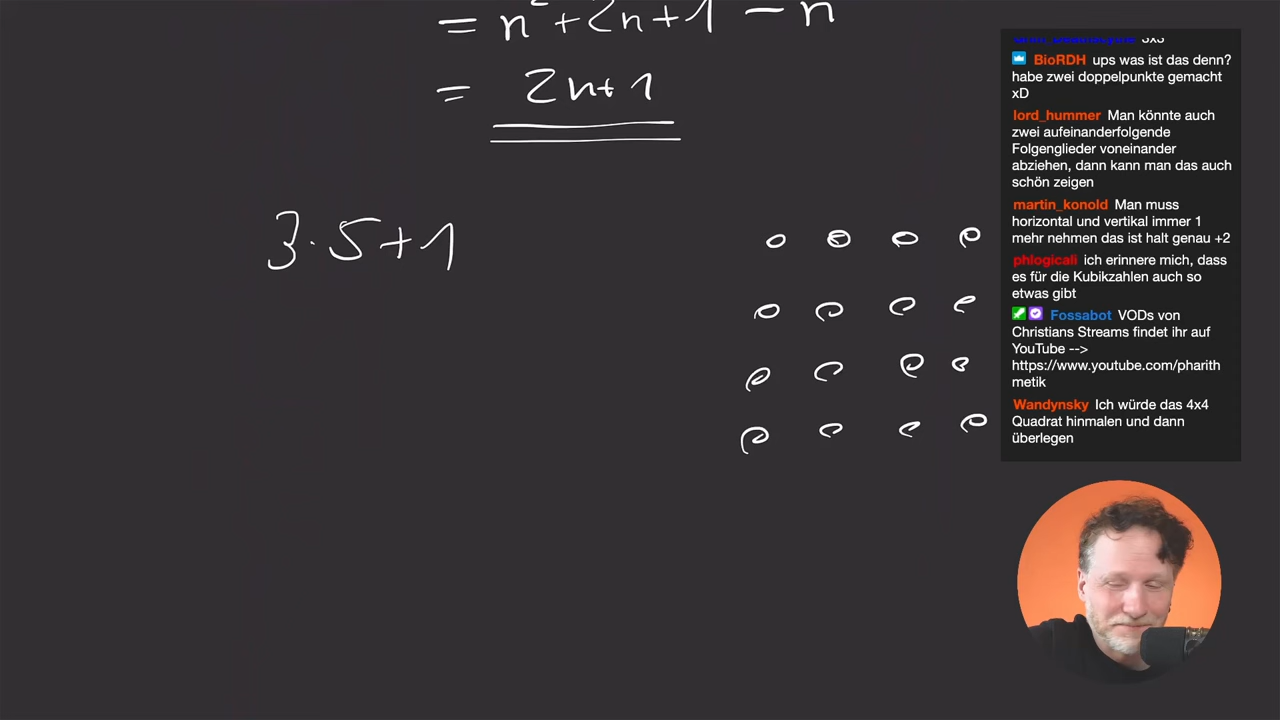 = n² + 2n + 1 - n
= 2n+1
3·5+1
3x3
BioRDH ups was ist das denn?
habe zwei doppelpunkte gemacht
xD
lord_hummer Man könnte auch
zwei aufeinanderfolgende
Folgenglieder voneinander
abziehen, dann kann man das auch
schön zeigen
martin_konold Man muss
horizontal und vertikal immer 1
mehr nehmen das ist halt genau +2
phlogicali ich erinnere mich, dass
es für die Kubikzahlen auch so
etwas gibt
Fossabot VODs von
Christians Streams findet ihr auf
YouTube -->
https://www.youtube.com/pharith
metik
Wandynsky Ich würde das 4x4
Quadrat hinmalen und dann
überlegen